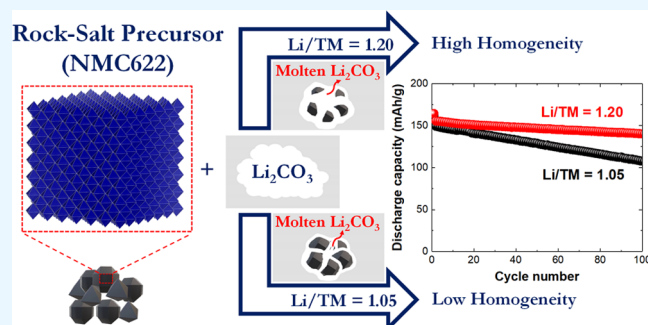 Rock-Salt Precursor
(NMC622)
Li/TM = 1.20
High Homogeneity
Molten Li₂CO₃
+
Li₂CO₃
Molten Li₂CO₃
Li/TM = 1.05
Low Homogeneity
Discharge capacity (mAh/g)
200
150
100
50
0
0
20
40
60
80
100
Cycle number
Li/TM = 1.20
Li/TM = 1.05